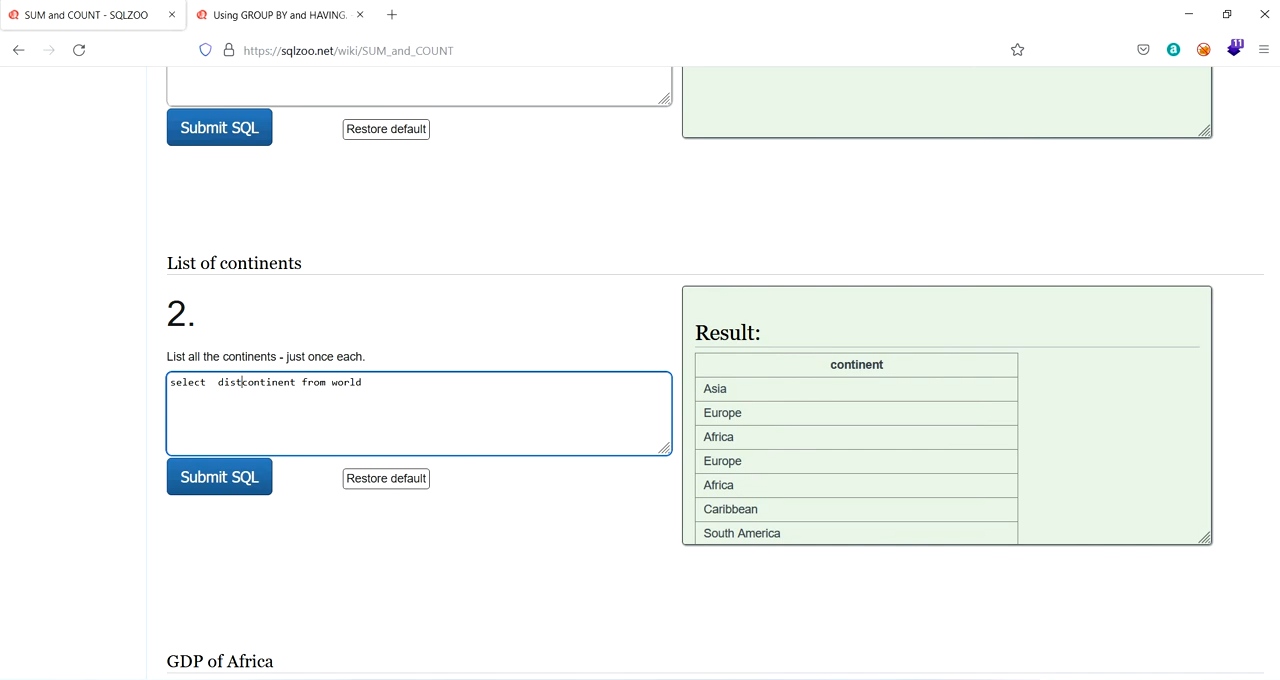 SUM and COUNT - SQLZOO
Using GROUP BY and HAVING.
https://sqlzoo.net/wiki/SUM_and_COUNT
11
Submit SQL
Restore default
List of continents
2.
List all the continents - just once each.
select  distcontinent from world
Submit SQL
Restore default
Result:
continent
Asia
Europe
Africa
Europe
Africa
Caribbean
South America
GDP of Africa